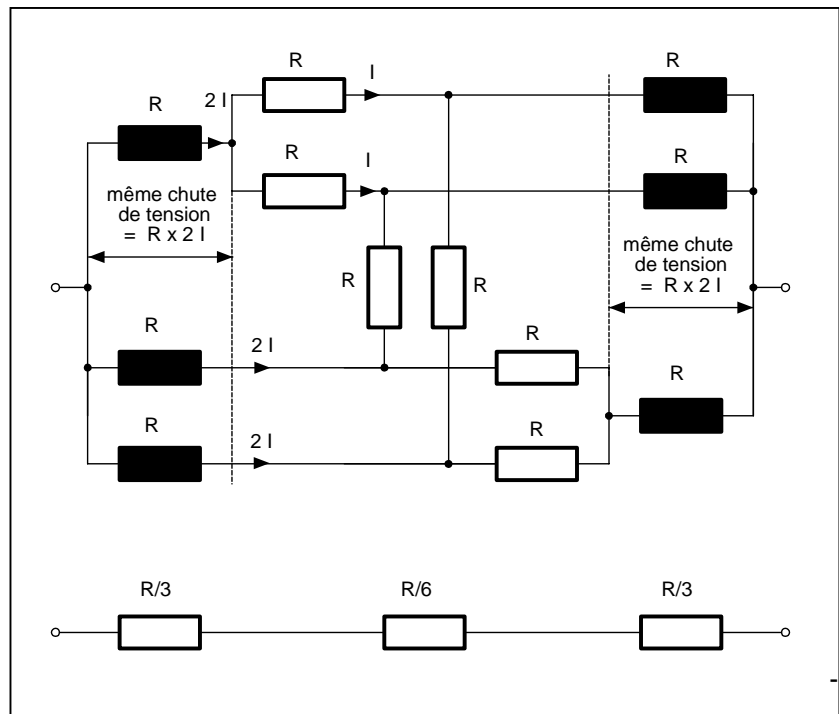 R
I
R
R
2 I
R
I
R
même chute
de tension
= R x 2 I
même chute
de tension
= R x 2 I
R
R
R
2 I
R
R
R
2 I
R
R/3
R/6
R/3
-